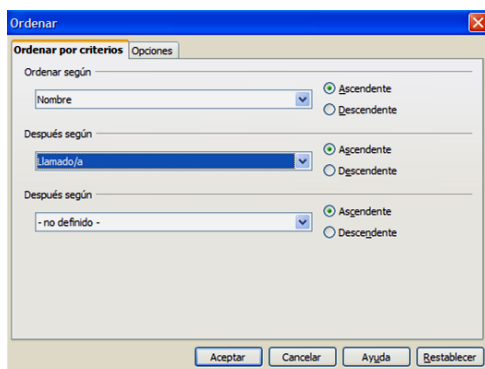 Ordenar
Ordenar por criterios Opciones
Ordenar según
Nombre
Ascendente
Descendente
Después según
Llamado/a
Ascendente
Descendente
Después según
- no definido -
Ascendente
Descendente
Aceptar Cancelar Ayuda Restablecer